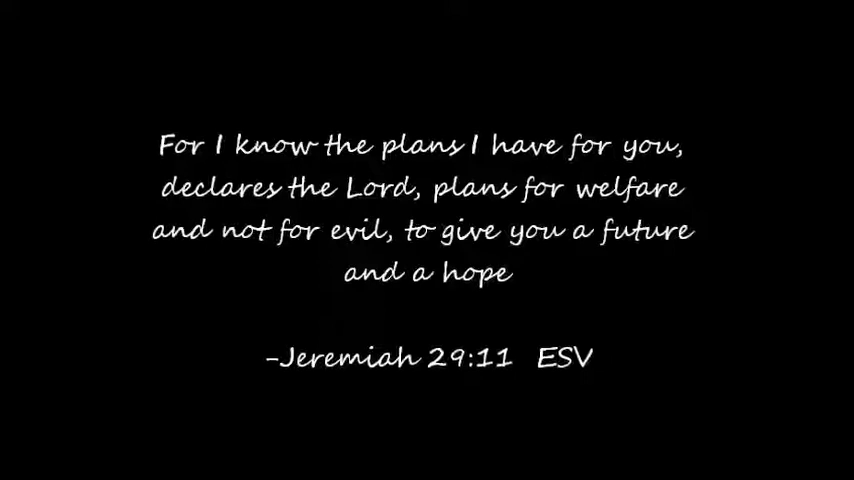 For I know the plans I have for you,
declares the Lord, plans for welfare
and not for evil, to give you a future
and a hope
-Jeremiah 29:11 ESV